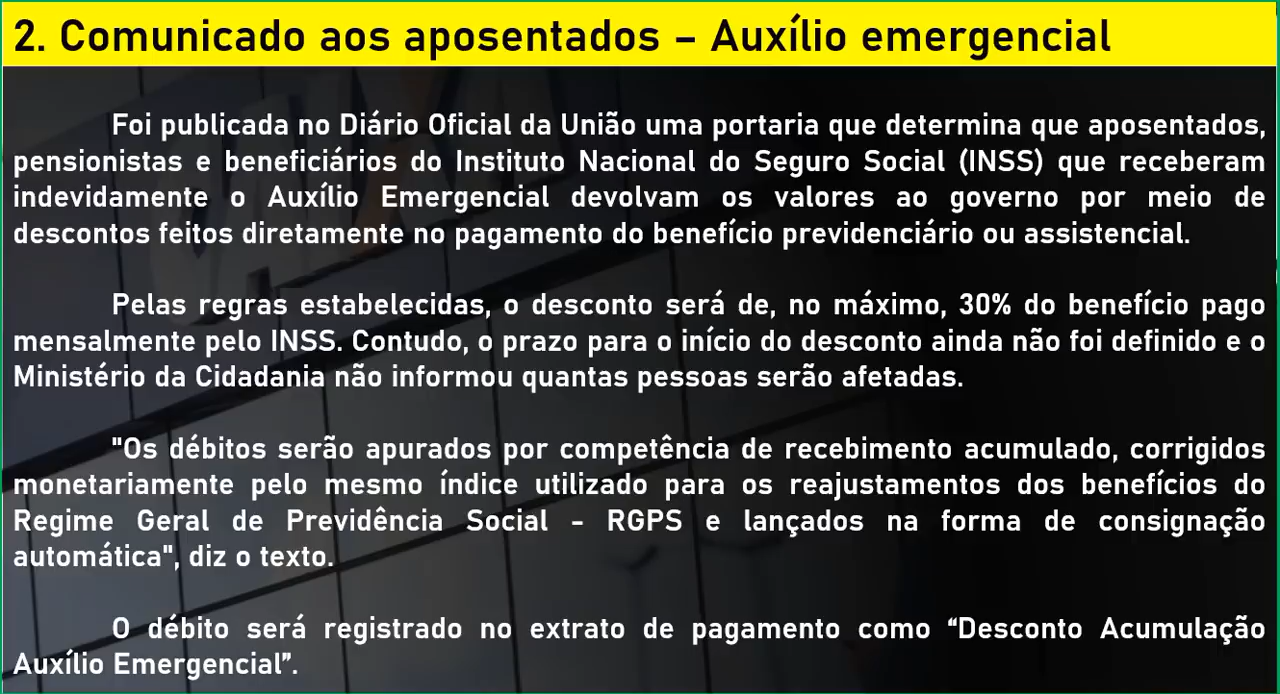 2. Comunicado aos aposentados – Auxílio emergencial
Foi publicada no Diário Oficial da União uma portaria que determina que aposentados,
pensionistas e beneficiários do Instituto Nacional do Seguro Social (INSS) que receberam
indevidamente o Auxílio Emergencial devolvam os valores ao governo por meio de
descontos feitos diretamente no pagamento do benefício previdenciário ou assistencial.
Pelas regras estabelecidas, o desconto será de, no máximo, 30% do benefício pago
mensalmente pelo INSS. Contudo, o prazo para o início do desconto ainda não foi definido e o
Ministério da Cidadania não informou quantas pessoas serão afetadas.
"Os débitos serão apurados por competência de recebimento acumulado, corrigidos
monetariamente pelo mesmo índice utilizado para os reajustamentos dos benefícios do
Regime Geral de Previdência Social - RGPS e lançados na forma de consignação
automática", diz o texto.
O débito será registrado no extrato de pagamento como “Desconto Acumulação
Auxílio Emergencial”.